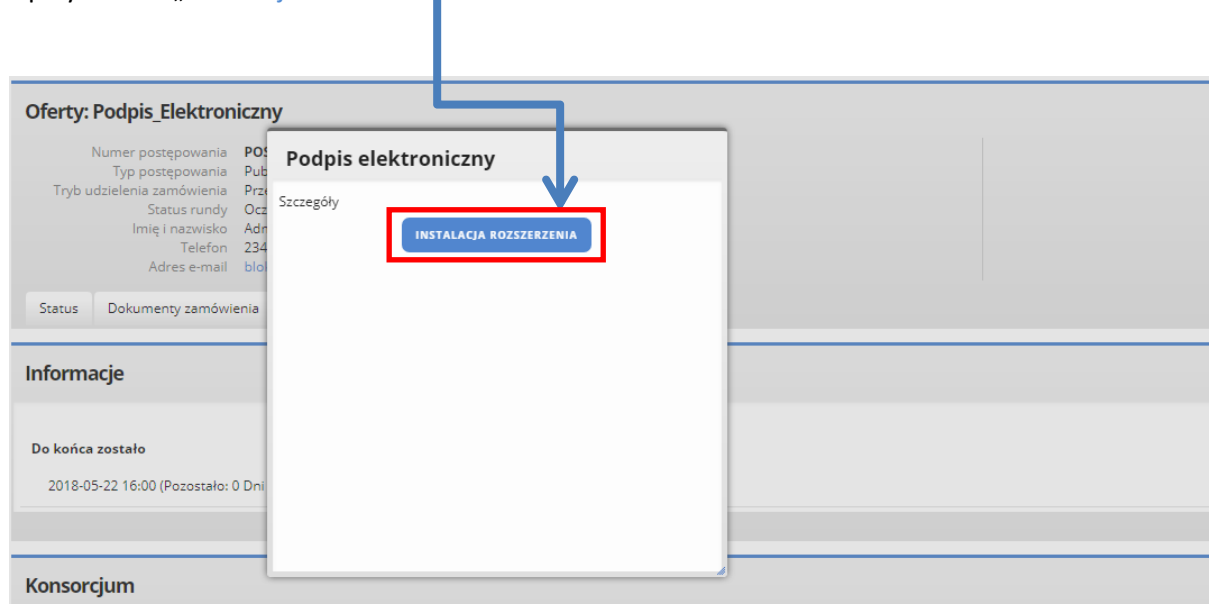 Oferty: Podpis_Elektroniczny
Numer postępowania
Typ postępowania
Tryb udzielenia zamówienia
Status rundy
Imię i nazwisko
Telefon 234
Adres e-mail
Status Dokumenty zamówienia
Podpis elektroniczny
Szczegóły
INSTALACJA ROZSZERZENIA
Informacje
Do końca zostało
2018-05-22 16:00 (Pozostało: 0 Dni
Konsorcjum